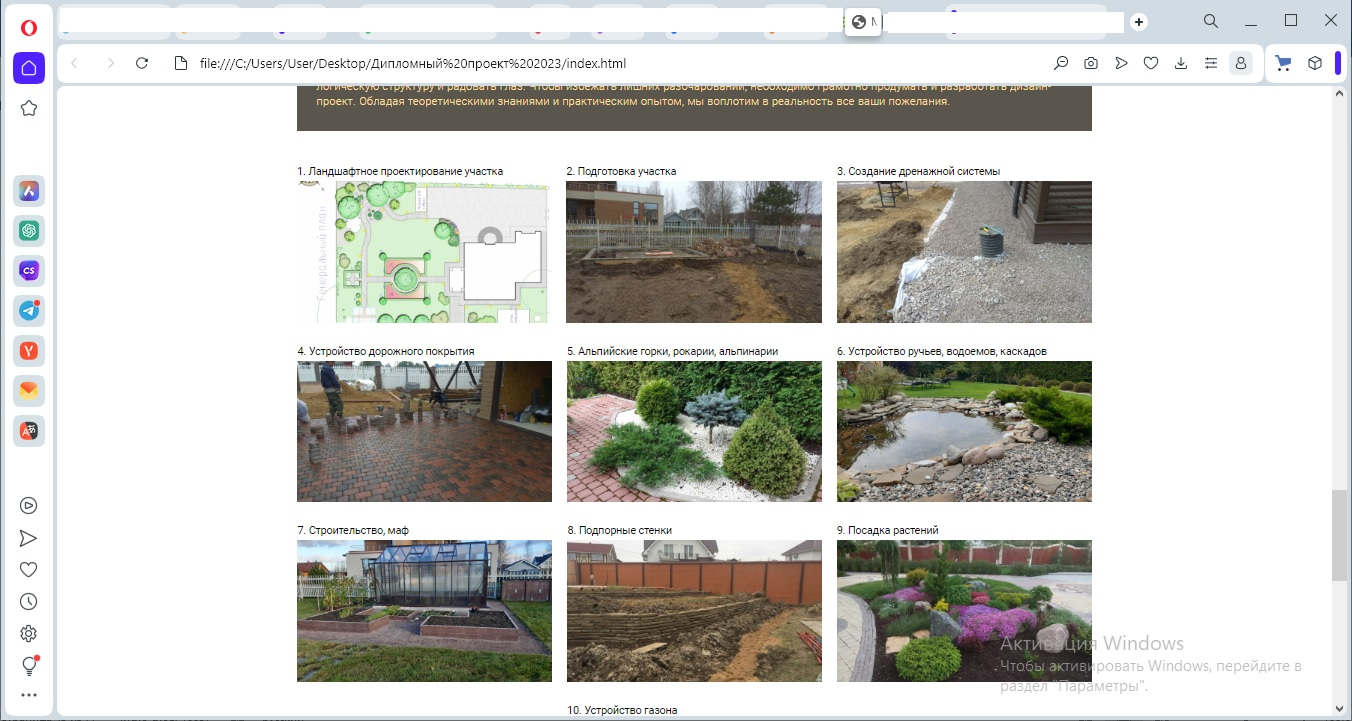 M
file:///C:/Users/User/Desktop/Дипломный%20проект%202023/index.html
логическую структуру и радовать глаз. Чтобы избежать лишних разочарований, необходимо грамотно продумать и разработать дизайн-
проект. Обладая теоретическими знаниями и практическим опытом, мы воплотим в реальность все ваши пожелания.
1. Ландшафтное проектирование участка
2. Подготовка участка
3. Создание дренажной системы
Генеральный план
4. Устройство дорожного покрытия
5. Альпийские горки, рокарии, альпинарии
6. Устройство ручьев, водоемов, каскадов
7. Строительство, маф
8. Подпорные стенки
9. Посадка растений
CS
Активация Windows
Чтобы активировать Windows, перейдите в
раздел "Параметры".
10. Устройство газона